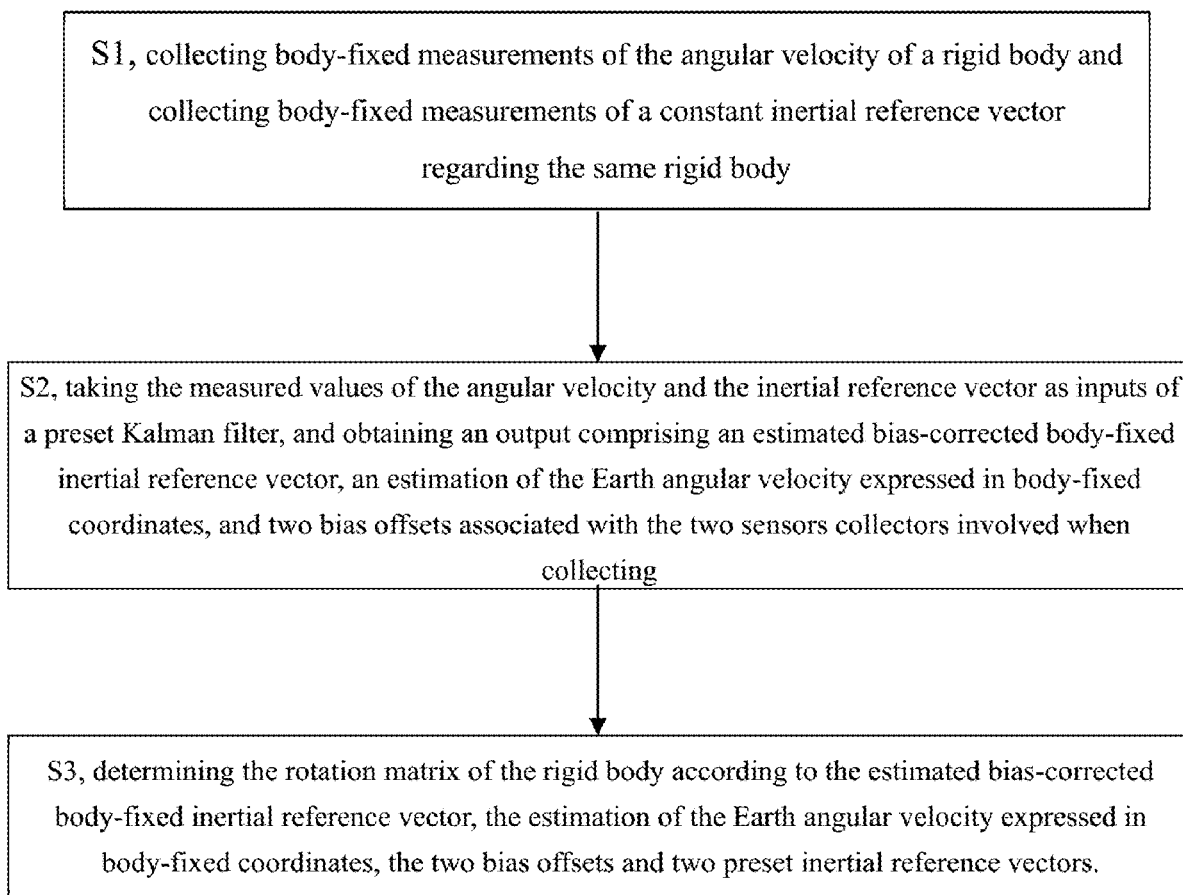 S1, collecting body-fixed measurements of the angular velocity of a rigid body and
collecting body-fixed measurements of a constant inertial reference vector
regarding the same rigid body
S2, taking the measured values of the angular velocity and the inertial reference vector as inputs of
a preset Kalman filter, and obtaining an output comprising an estimated bias-corrected body-fixed
inertial reference vector, an estimation of the Earth angular velocity expressed in body-fixed
coordinates, and two bias offsets associated with the two sensors collectors involved when
collecting
S3, determining the rotation matrix of the rigid body according to the estimated bias-corrected
body-fixed inertial reference vector, the estimation of the Earth angular velocity expressed in
body-fixed coordinates, the two bias offsets and two preset inertial reference vectors.